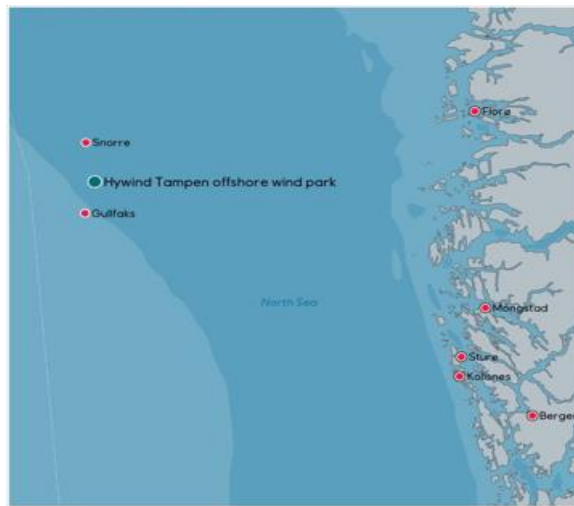 Florø
Snorre
Hywind Tampen offshore wind park
Gullfaks
North Sea
Mongstad
Sture
Kollsnes
Bergen